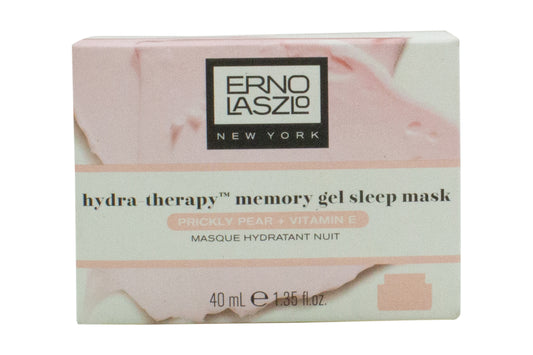 ERNO
LASZLO
NEW YORK
hydra-therapy™ memory gel sleep mask
PRICKLY PEAR + VITAMIN E
MASQUE HYDRATANT NUIT
40 mL ℮ 1.35 fl.oz.